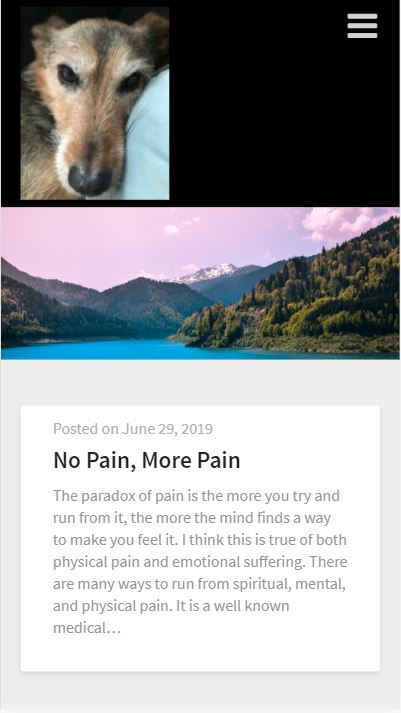 Posted on June 29, 2019
No Pain, More Pain
The paradox of pain is the more you try and
run from it, the more the mind finds a way
to make you feel it. I think this is true of both
physical pain and emotional suffering. There
are many ways to run from spiritual, mental,
and physical pain. It is a well known
medical…